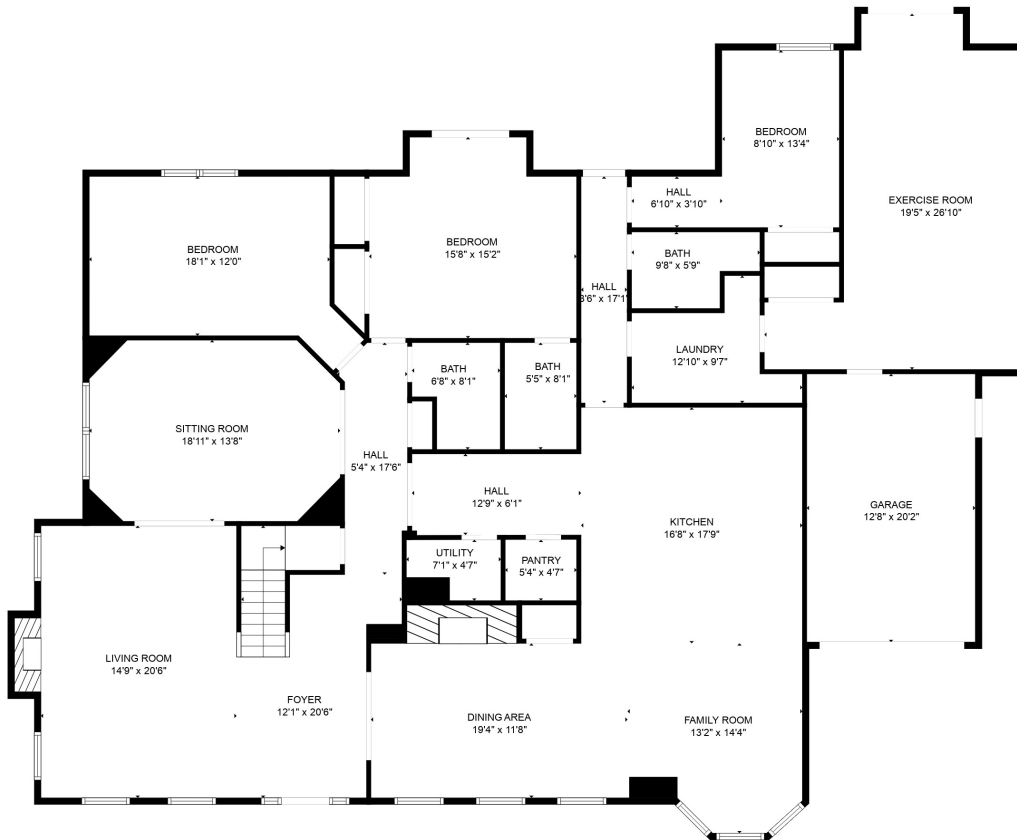 BEDROOM
8'10" x 13'4"
HALL
6'10" x 3'10"
EXERCISE ROOM
19'5" x 26'10"
BEDROOM
18'1" x 12'0"
BEDROOM
15'8" x 15'2"
BATH
9'8" x 5'9"
HALL
3'6" x 17'1"
LAUNDRY
12'10" x 9'7"
BATH
6'8" x 8'1"
BATH
5'5" x 8'1"
SITTING ROOM
18'11" x 13'8"
HALL
5'4" x 17'6"
HALL
12'9" x 6'1"
KITCHEN
16'8" x 17'9"
GARAGE
12'8" x 20'2"
UTILITY
7'1" x 4'7"
PANTRY
5'4" x 4'7"
LIVING ROOM
14'9" x 20'6"
FOYER
12'1" x 20'6"
DINING AREA
19'4" x 11'8"
FAMILY ROOM
13'2" x 14'4"